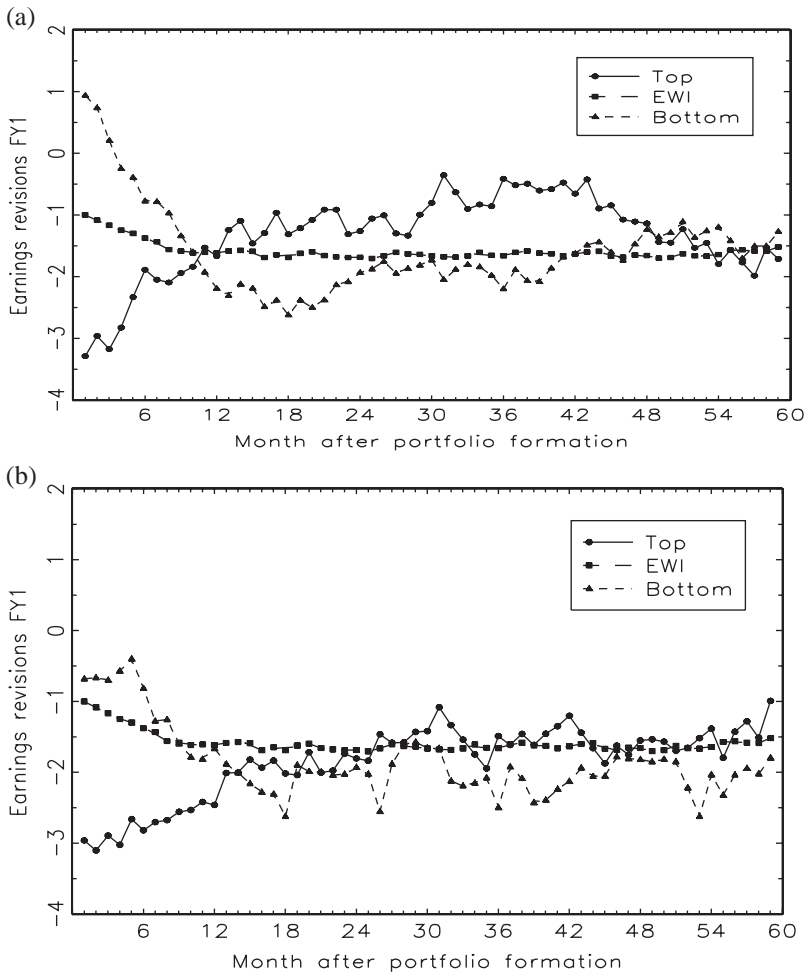 (a)
2
1
0
-1
-2
-3
-4
Earnings revisions FY1
Top
EWI
Bottom
6 12 18 24 30 36 42 48 54 60
Month after portfolio formation
(b)
2
1
0
-1
-2
-3
-4
Earnings revisions FY1
Top
EWI
Bottom
6 12 18 24 30 36 42 48 54 60
Month after portfolio formation